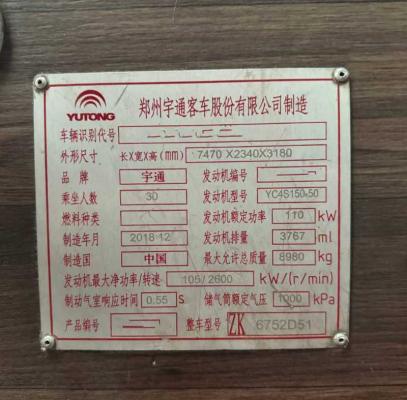 YUTONG
郑州宇通客车股份有限公司制造
车辆识别代号
外形尺寸 长X宽X高(mm) 7470X2340X3180
品牌 宇通 发动机编号
乘坐人数 30 发动机型号 YC4S150-50
燃料种类 发动机额定功率 110 kW
制造年月 2018-12 发动机排量 3767 ml
制造国 中国 最大允许总质量 8980 kg
发动机最大净功率/转速 105/2600 kW/(r/min)
制动气室响应时间 0.55 S 储气筒额定气压 1000 kPa
产品编号 整车型号 ZK 6752D51